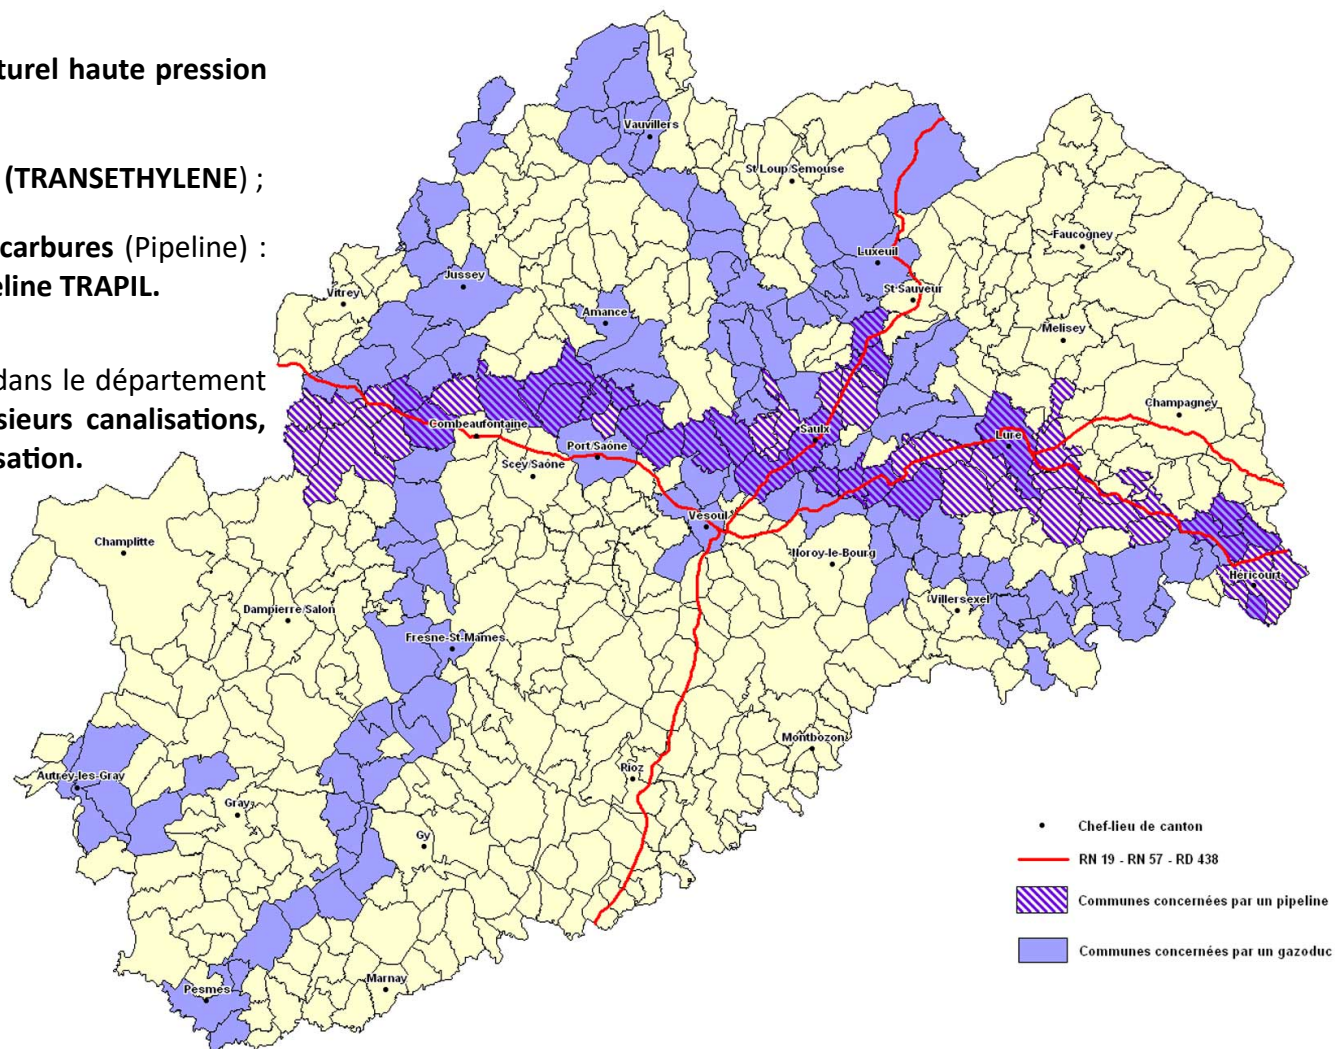 turel haute pression
(TRANSETHYLENE) ;
carbures (Pipeline) :
eline TRAPIL.
dans le département
sieurs canalisations,
sation.
Vauvillers
St Loup/Semouse
Faucogney
Luxeuil
Jussey
Vitrey
St-Sauveur
Amance
Melisey
Champagney
Combeaufontaine
Saulx
Lure
Port/Saône
Scey/Saône
Vesoul
Champlitte
Noroy-le-Bourg
Héricourt
Villersexel
Dampierre/Salon
Fresne-St-Mames
Montbozon
Rioz
Autrey-les-Gray
Gray
Gy
Marnay
Pesmes
Chef-lieu de canton
RN 19 - RN 57 - RD 438
Communes concernées par un pipeline
Communes concernées par un gazoduc